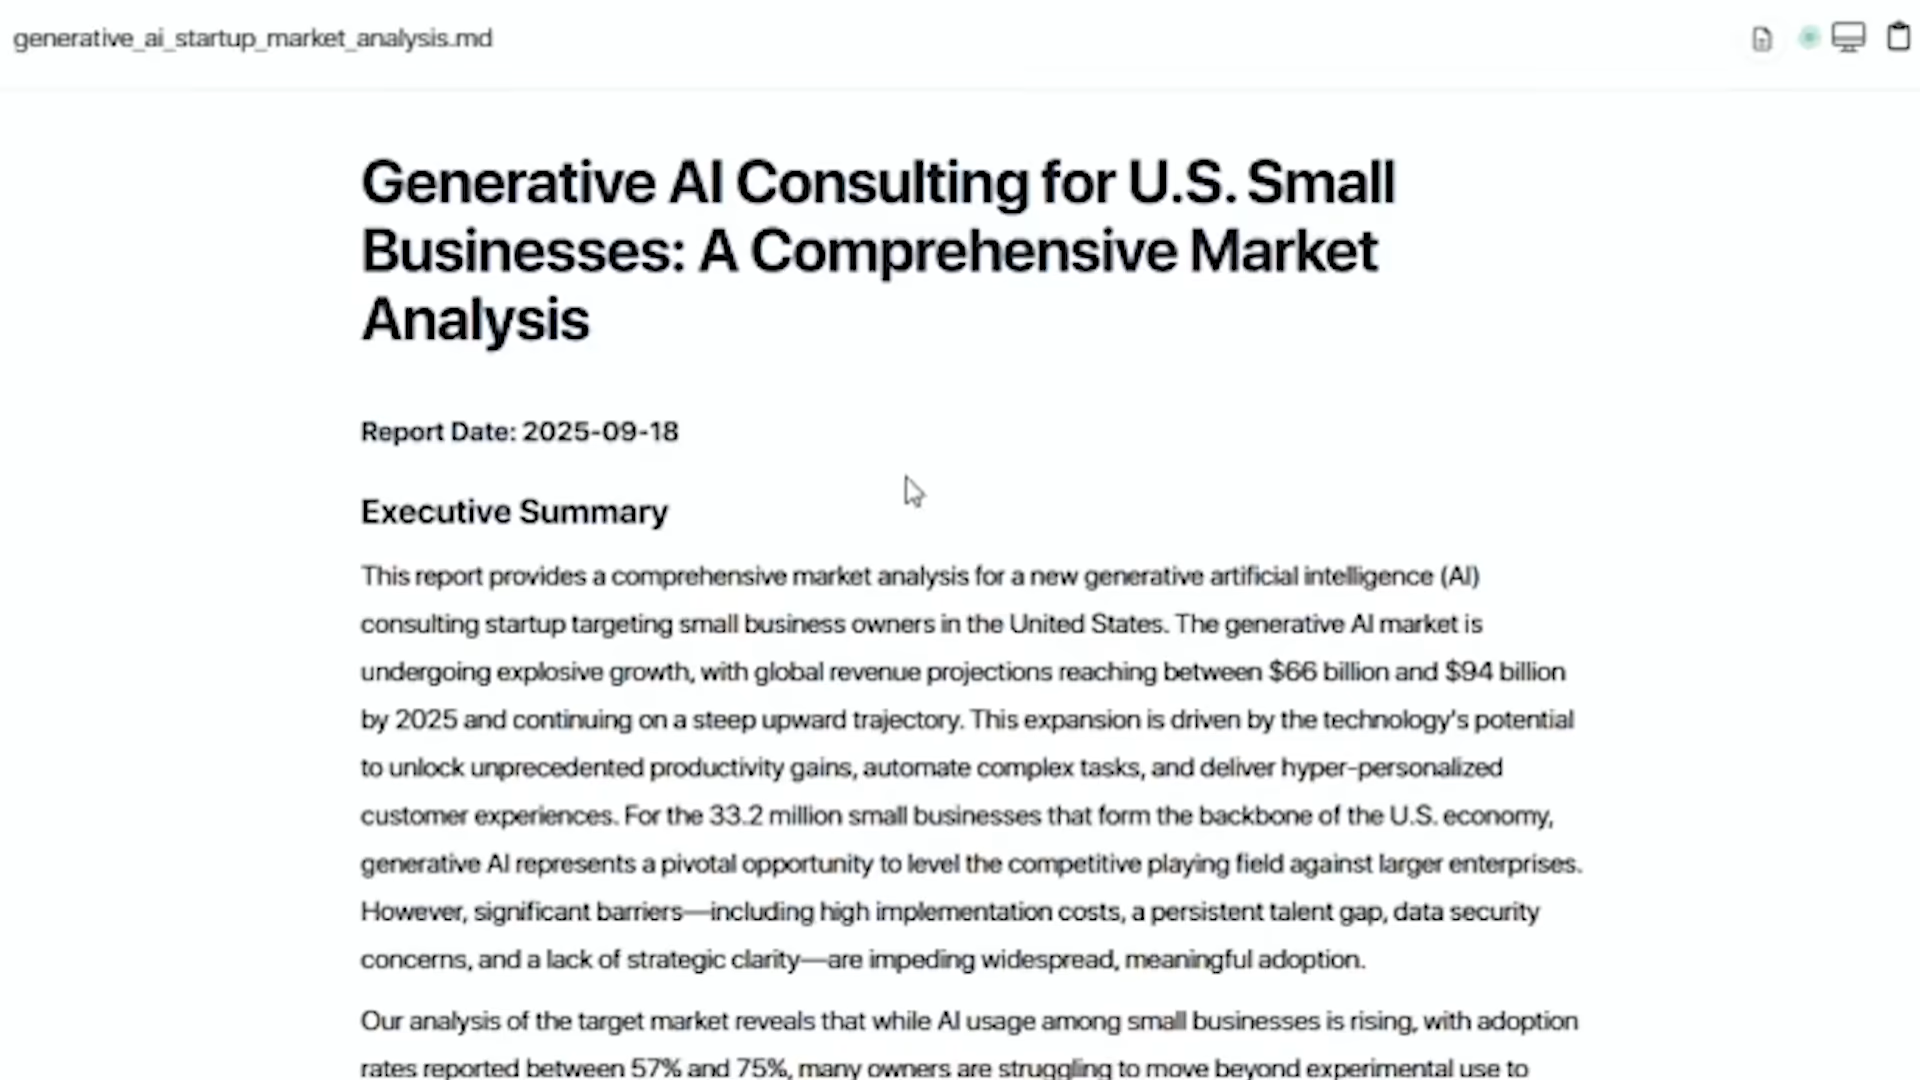 generative_ai_startup_market_analysis.md
Generative AI Consulting for U.S. Small
Businesses: A Comprehensive Market
Analysis
Report Date: 2025-09-18
Executive Summary
This report provides a comprehensive market analysis for a new generative artificial intelligence (AI)
consulting startup targeting small business owners in the United States. The generative AI market is
undergoing explosive growth, with global revenue projections reaching between $66 billion and $94 billion
by 2025 and continuing on a steep upward trajectory. This expansion is driven by the technology's potential
to unlock unprecedented productivity gains, automate complex tasks, and deliver hyper-personalized
customer experiences. For the 33.2 million small businesses that form the backbone of the U.S. economy,
generative AI represents a pivotal opportunity to level the competitive playing field against larger enterprises.
However, significant barriers—including high implementation costs, a persistent talent gap, data security
concerns, and a lack of strategic clarity—are impeding widespread, meaningful adoption.
Our analysis of the target market reveals that while AI usage among small businesses is rising, with adoption
rates reported between 57% and 75%, many owners are struggling to move beyond experimental use to